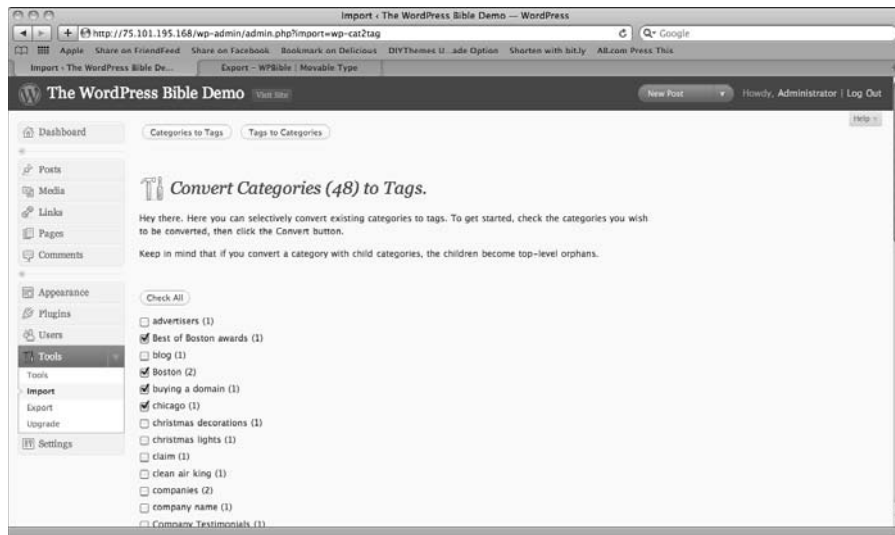 Import ‹ The WordPress Bible Demo — WordPress
http://75.101.195.168/wp-admin/admin.php?import=wp-cat2tag
Google
Apple Share on FriendFeed Share on Facebook Bookmark on Delicious DIYThemes U...ade Option Shorten with bit.ly All.com Press This
Import ‹ The WordPress Bible De... Export – WPBible | Movable Type
The WordPress Bible Demo Visit Site New Post Howdy, Administrator | Log Out
Help
Dashboard
Posts
Media
Links
Pages
Comments
Appearance
Plugins
Users
Tools
Tools
Import
Export
Upgrade
Settings
Categories to Tags Tags to Categories
Convert Categories (48) to Tags.
Hey there. Here you can selectively convert existing categories to tags. To get started, check the categories you wish
to be converted, then click the Convert button.
Keep in mind that if you convert a category with child categories, the children become top-level orphans.
Check All
advertisers (1)
Best of Boston awards (1)
blog (1)
Boston (2)
buying a domain (1)
chicago (1)
christmas decorations (1)
christmas lights (1)
claim (1)
clean air king (1)
companies (2)
company name (1)
Company Testimonials (1)